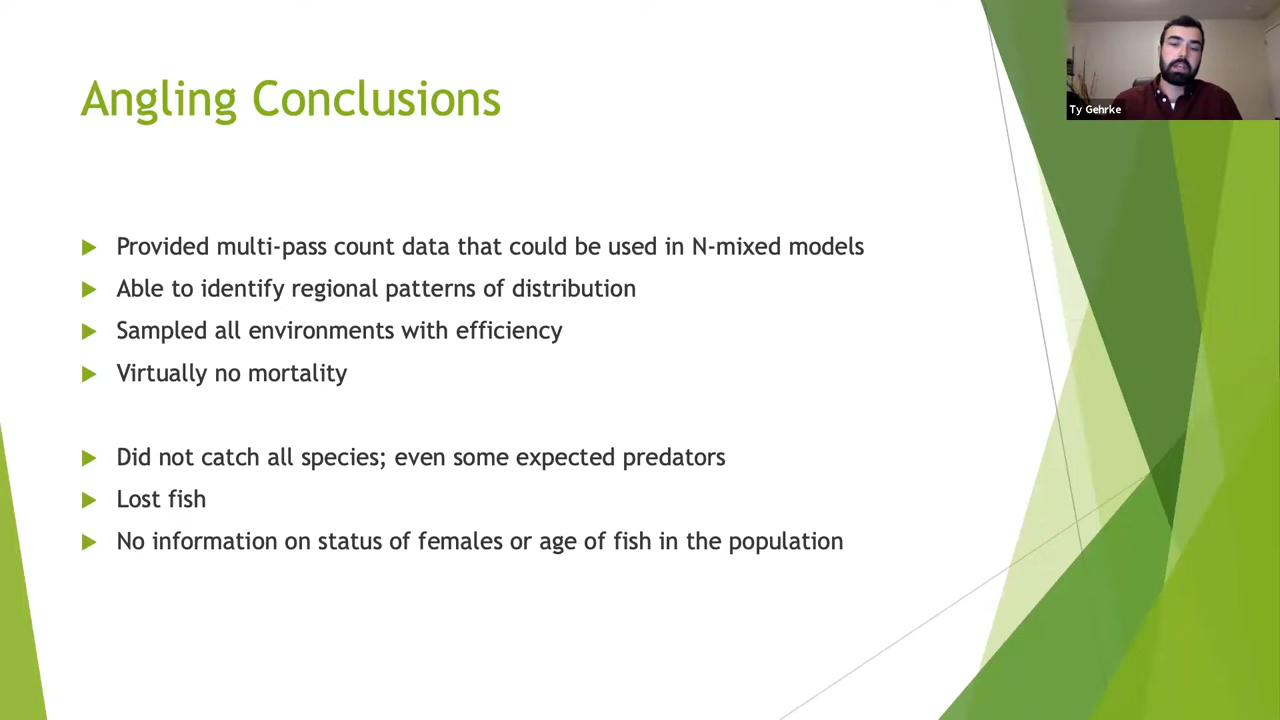 Angling Conclusions
Ty Gehrke
Provided multi-pass count data that could be used in N-mixed models
Able to identify regional patterns of distribution
Sampled all environments with efficiency
Virtually no mortality
Did not catch all species; even some expected predators
Lost fish
No information on status of females or age of fish in the population